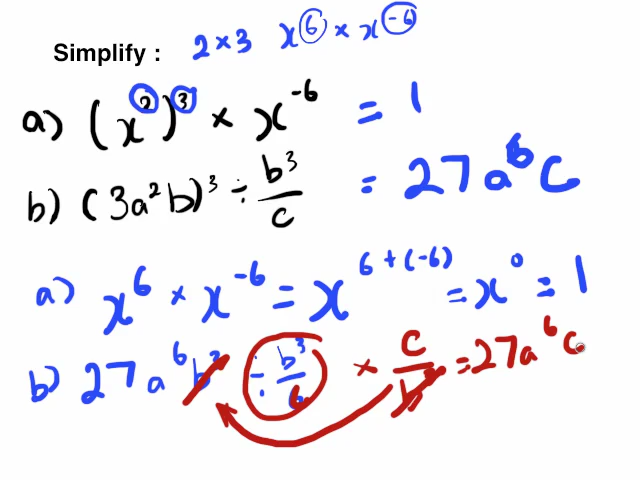 Simplify : 2 × 3 x⁶ × x⁻⁶
a) (x²)³ × x⁻⁶ = 1
b) (3a²b)³ ÷ b³/c = 27a⁶c
a) x⁶ × x⁻⁶ = x⁶⁺⁽⁻⁶⁾ = x⁰ = 1
b) 27a⁶b³ ÷ b³/c × c/b³ = 27a⁶c